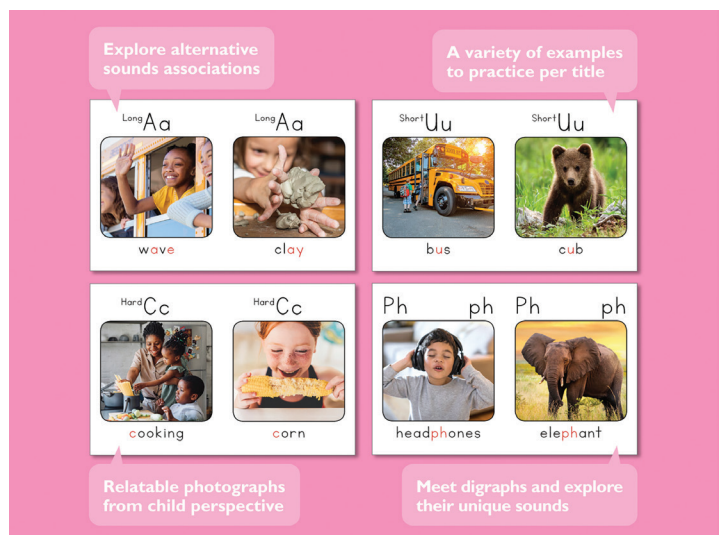 Explore alternative
sounds associations
A variety of examples
to practice per title
Long Aa
Long Aa
wave
clay
Short Uu
Short Uu
bus
cub
Hard Cc
Hard Cc
cooking
corn
Ph ph
Ph ph
headphones
elephant
Relatable photographs
from child perspective
Meet digraphs and explore
their unique sounds